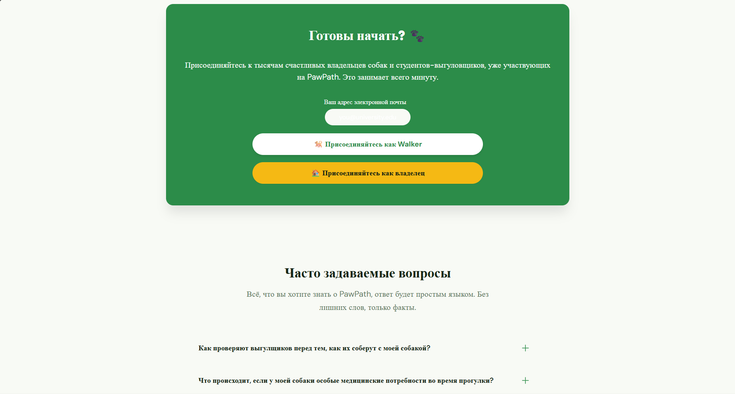 Готовы начать? 🐾
Присоединяйтесь к тысячам счастливых владельцев собак и студентов-выгуловщиков, уже участвующих
на PawPath. Это занимает всего минуту.
Ваш адрес электронной почты
Присоединяйтесь как Walker
Присоединяйтесь как владелец
Часто задаваемые вопросы
Всё, что вы хотите знать о PawPath, ответ будет простым языком. Без
лишних слов, только факты.
Как проверяют выгулщиков перед тем, как их соберут с моей собакой?
Что происходит, если у моей собаки особые медицинские потребности во время прогулки?